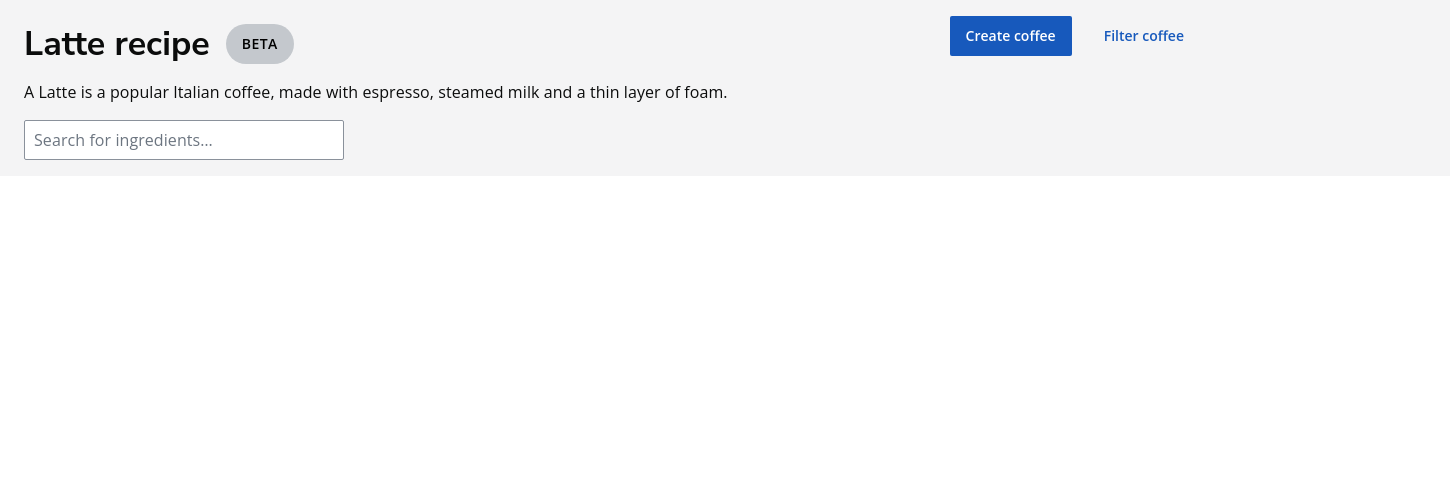 Latte recipe
BETA
Create coffee
Filter coffee
A Latte is a popular Italian coffee, made with espresso, steamed milk and a thin layer of foam.
Search for ingredients...